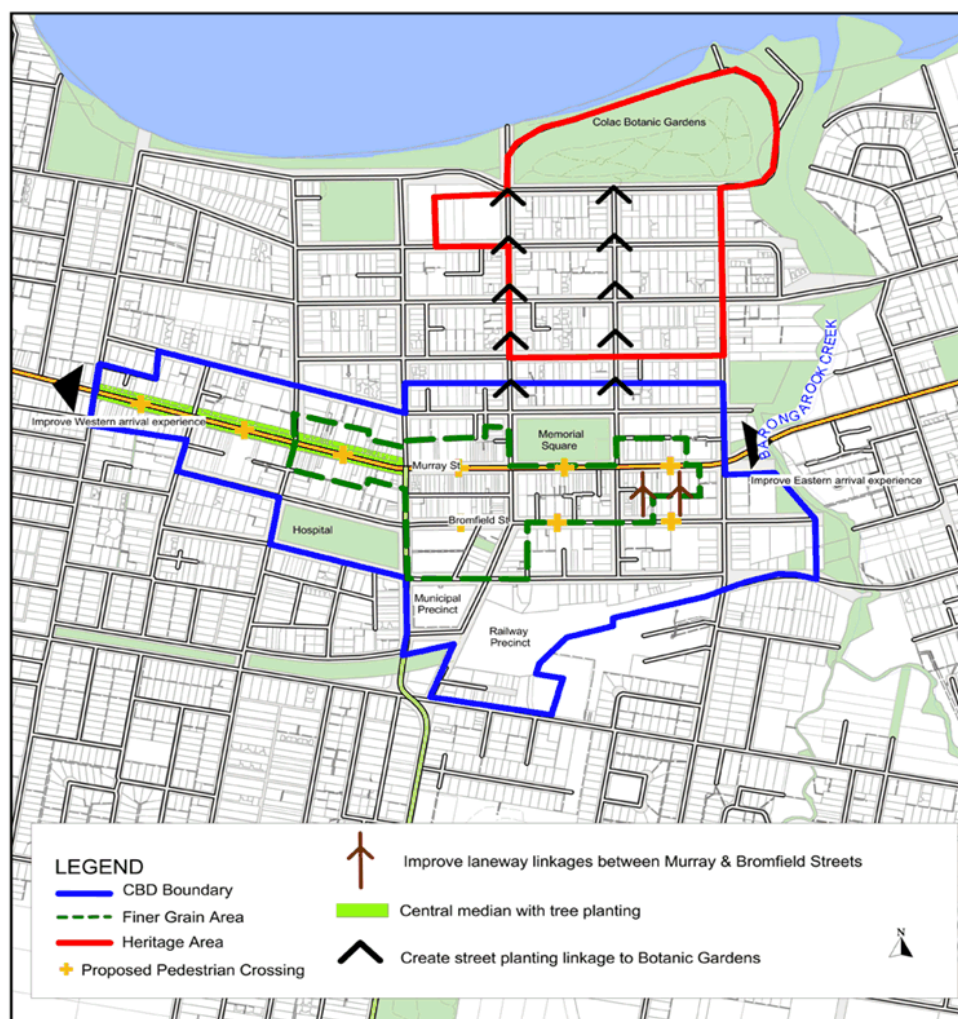 Colac Botanic Gardens
BARONGAROOK CREEK
Improve Western arrival experience
Memorial
Square
Murray St
Improve Eastern arrival experience
Bromfield St
Hospital
Municipal
Precinct
Railway
Precinct
LEGEND
CBD Boundary
Finer Grain Area
Heritage Area
Proposed Pedestrian Crossing
Improve laneway linkages between Murray & Bromfield Streets
Central median with tree planting
Create street planting linkage to Botanic Gardens
N